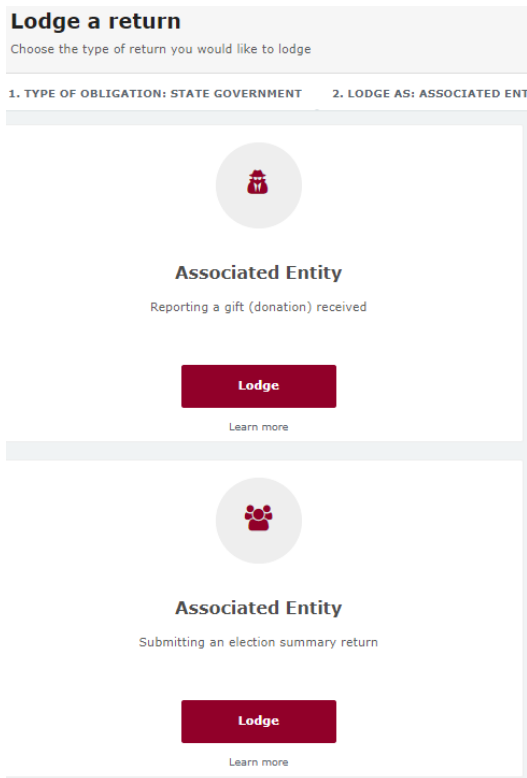 Lodge a return
Choose the type of return you would like to lodge
1. TYPE OF OBLIGATION: STATE GOVERNMENT 2. LODGE AS: ASSOCIATED ENT
Associated Entity
Reporting a gift (donation) received
Lodge
Learn more
Associated Entity
Submitting an election summary return
Lodge
Learn more